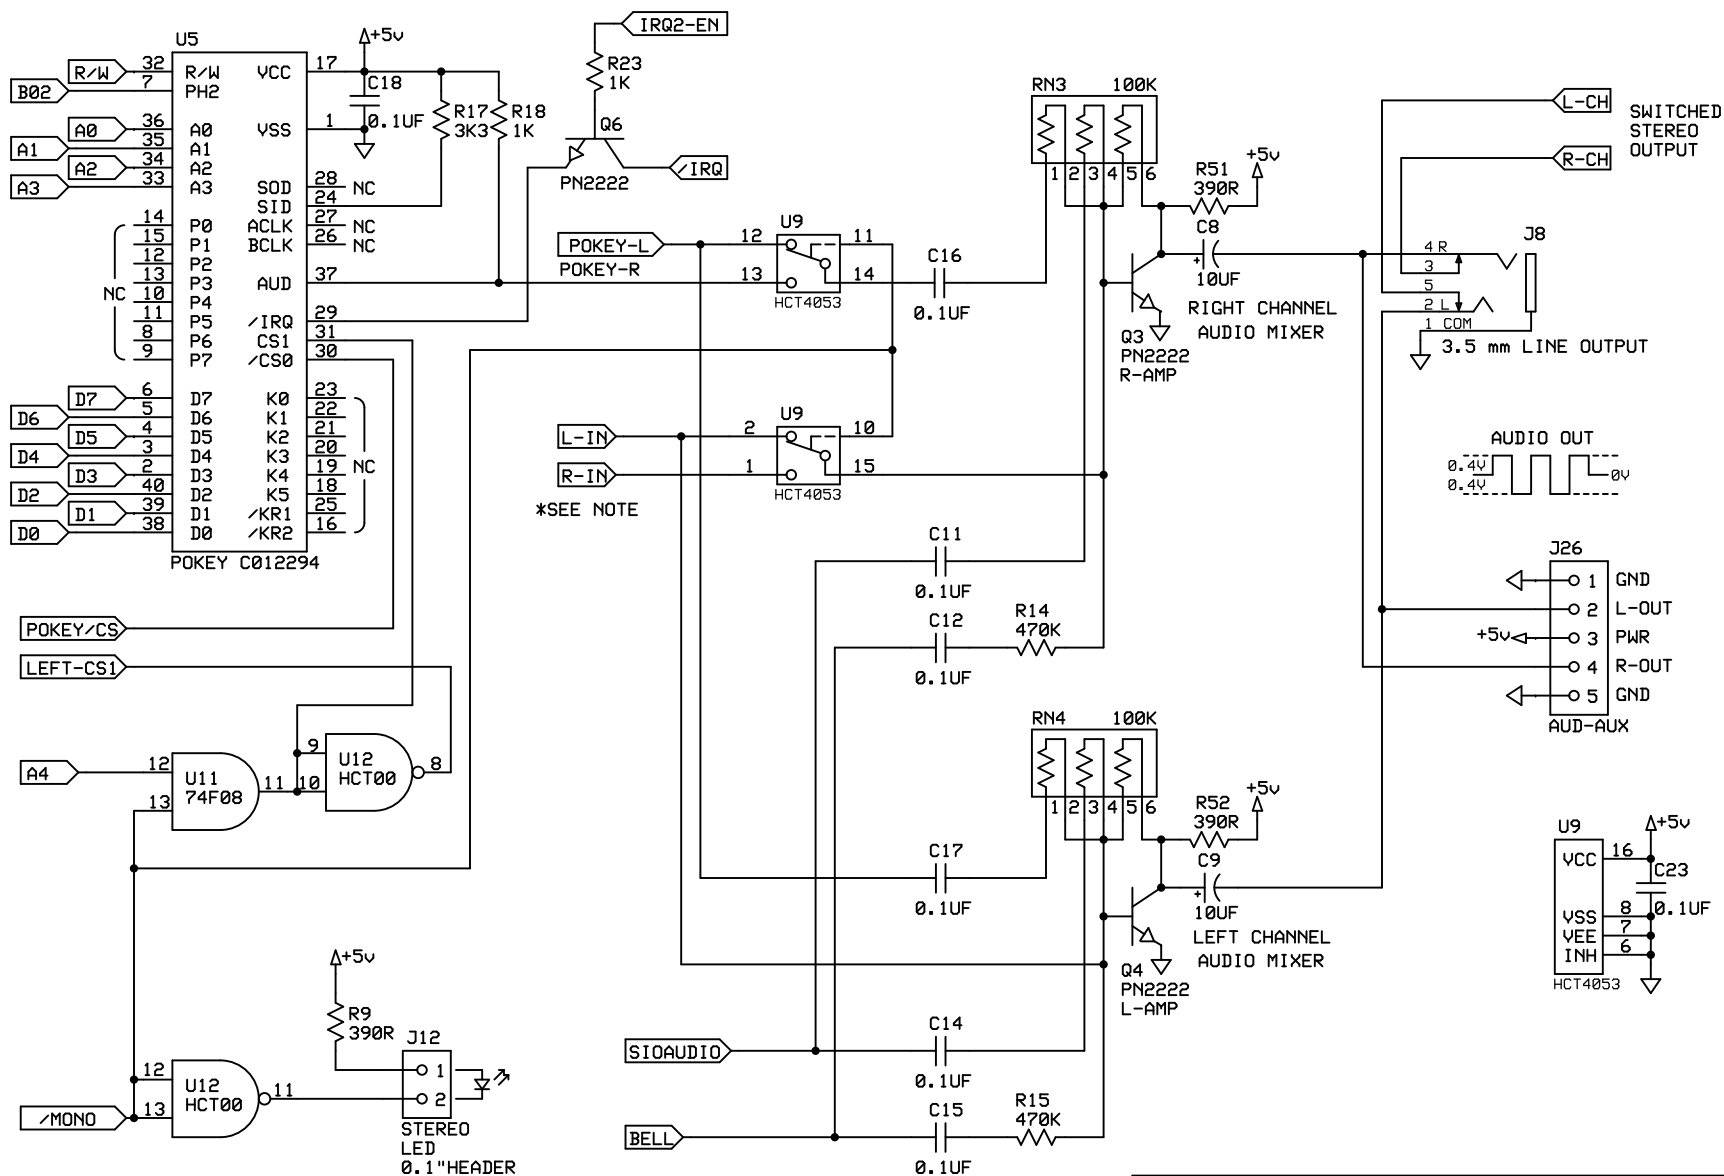 IRQ2-EN
U5
+5v
R23
1K
R/W
32
R/W
VCC
17
B02
7
PH2
C18
0.1UF
R17
3K3
R18
1K
Q6
PN2222
/IRQ
A0
36
A0
VSS
1
A1
35
A1
A2
34
A2
A3
33
A3
SOD
28
NC
SID
24
14
P0
ACLK
27
NC
15
P1
BCLK
26
NC
12
P2
13
P3
AUD
37
NC
10
P4
11
P5
/IRQ
29
8
P6
CS1
31
9
P7
/CS0
30
D7
6
D7
K0
23
D6
5
D6
K1
22
D5
4
D5
K2
21
D4
3
D4
K3
20
NC
D3
2
D3
K4
19
D2
40
D2
K5
18
D1
39
D1
/KR1
25
D0
38
D0
/KR2
16
POKEY C012294
POKEY/CS
LEFT-CS1
A4
12
13
U11
74F08
11
9
10
U12
HCT00
8
+5v
R9
390R
J12
1
2
STEREO
LED
0.1"HEADER
/MONO
12
13
U12
HCT00
11
POKEY-L
POKEY-R
U9
12
11
13
14
HCT4053
C16
0.1UF
L-IN
R-IN
*SEE NOTE
U9
2
10
1
15
HCT4053
C11
0.1UF
C12
0.1UF
R14
470K
RN3
100K
1 2 3 4 5 6
R51
390R
+5v
C8
+
10UF
Q3
PN2222
R-AMP
RIGHT CHANNEL
AUDIO MIXER
RN4
100K
1 2 3 4 5 6
R52
390R
+5v
C17
0.1UF
C9
+
10UF
Q4
PN2222
L-AMP
LEFT CHANNEL
AUDIO MIXER
SIOAUDIO
C14
0.1UF
BELL
C15
0.1UF
R15
470K
L-CH
R-CH
SWITCHED
STEREO
OUTPUT
J8
4 R
3
5
2 L
1 COM
3.5 mm LINE OUTPUT
AUDIO OUT
0.4V
0.4V
0V
J26
1
GND
2
L-OUT
+5v
3
PWR
4
R-OUT
5
GND
AUD-AUX
U9
+5v
VCC
16
C23
0.1UF
VSS
8
VEE
7
INH
6
HCT4053